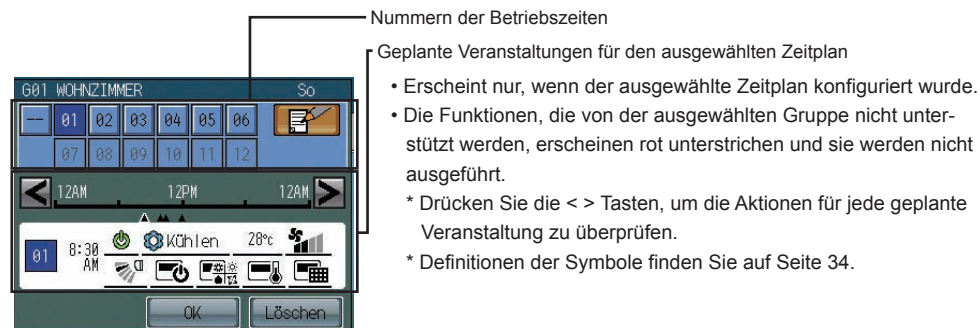 Nummern der Betriebszeiten
Geplante Veranstaltungen für den ausgewählten Zeitplan
• Erscheint nur, wenn der ausgewählte Zeitplan konfiguriert wurde.
• Die Funktionen, die von der ausgewählten Gruppe nicht unter-
stützt werden, erscheinen rot unterstrichen und sie werden nicht
ausgeführt.
* Drücken Sie die < > Tasten, um die Aktionen für jede geplante
Veranstaltung zu überprüfen.
* Definitionen der Symbole finden Sie auf Seite 34.
G01 WOHNZIMMER So
-- 01 02 03 04 05 06
07 08 09 10 11 12
< 12AM 12PM 12AM >
01 8:30 AM Kühlen 28°c
OK Löschen